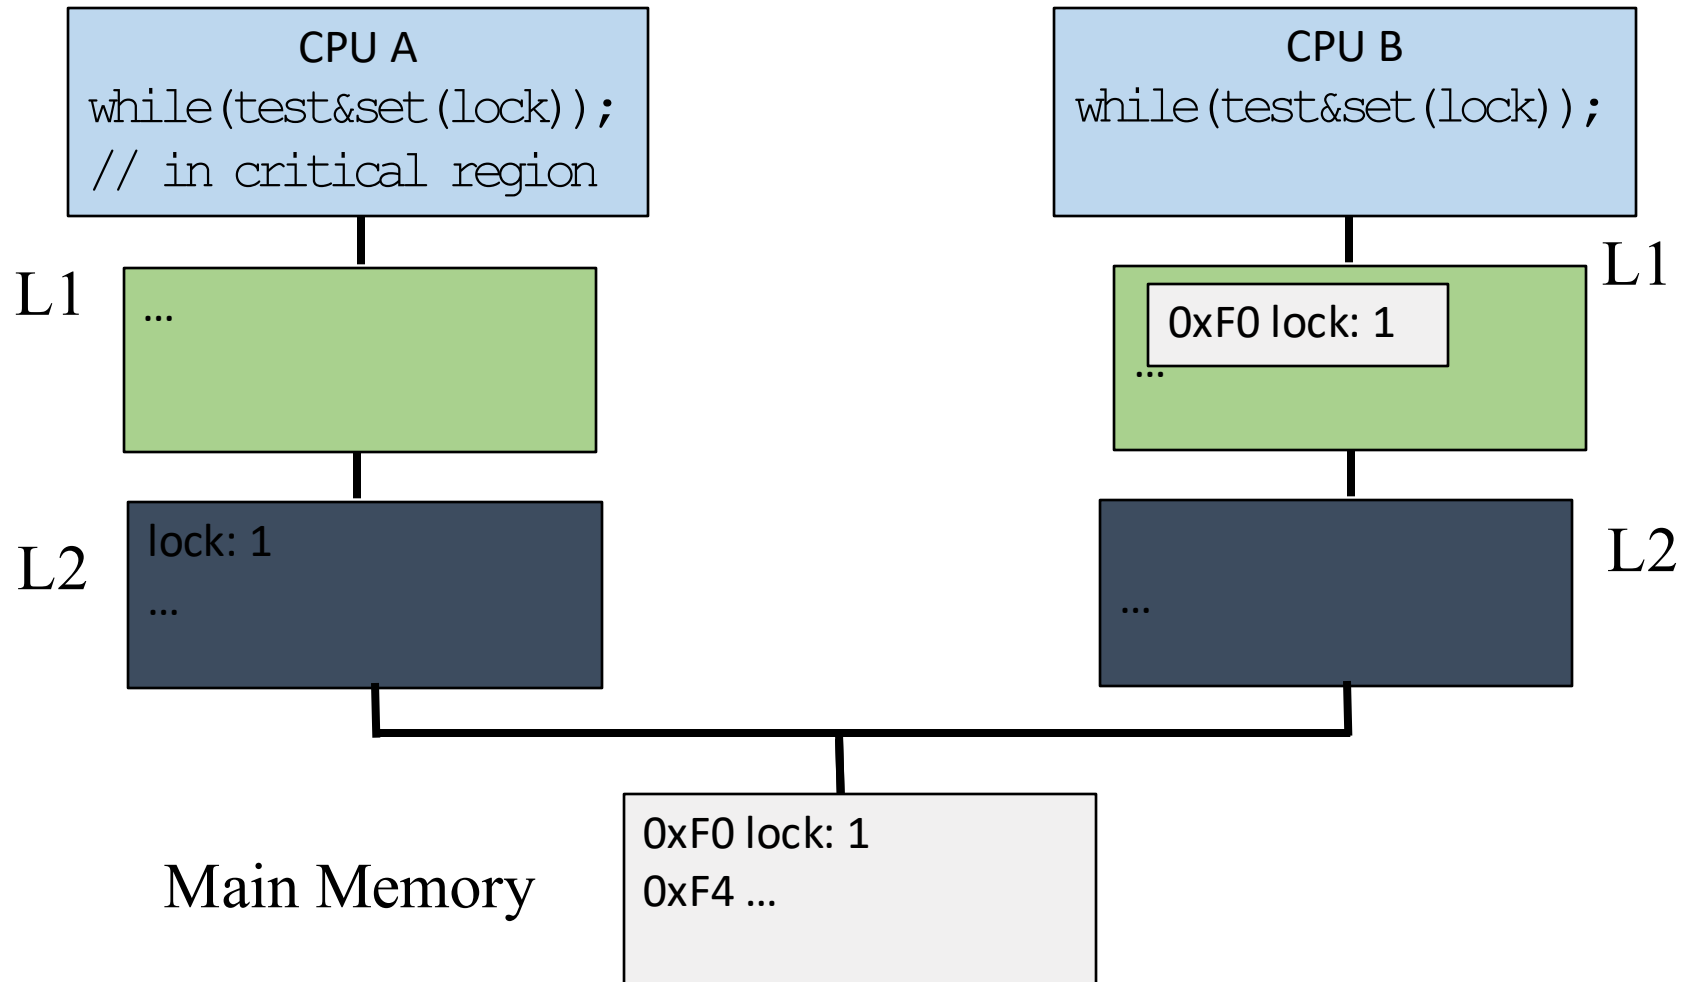 CPU A
while(test&set(lock));
// in critical region
CPU B
while(test&set(lock));
L1
...
L1
0xF0 lock: 1
...
L2
lock: 1
...
L2
...
Main Memory
0xF0 lock: 1
0xF4 ...